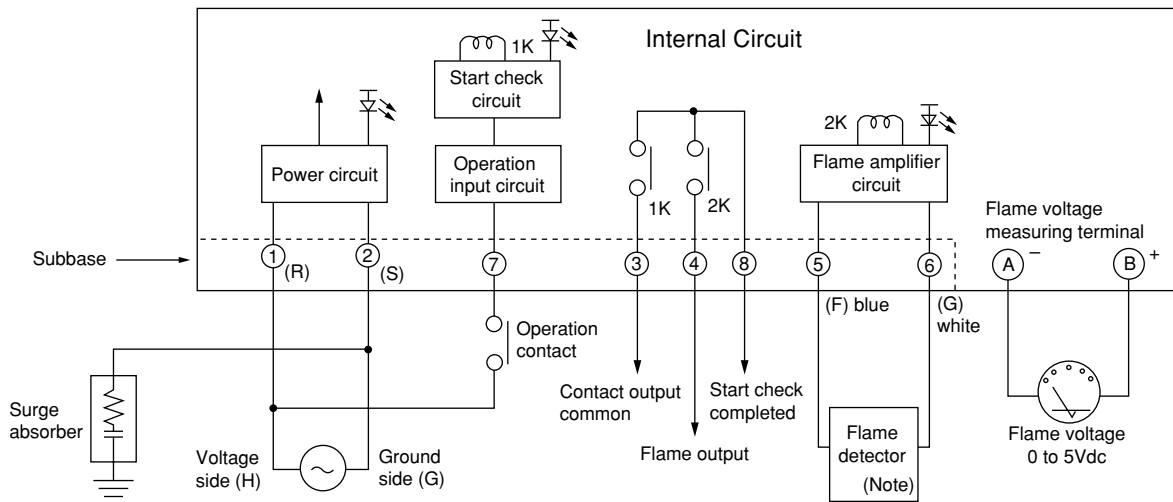 Internal Circuit
1K
Start check
circuit
2K
Power circuit
Operation
input circuit
Flame amplifier
circuit
1K
2K
Flame voltage
measuring terminal
Subbase
1
(R)
2
(S)
7
3
4
8
5
6
A
−
B
+
(F) blue
(G)
white
Operation
contact
Contact output
common
Start check
completed
Surge
absorber
Flame output
Flame
detector
(Note)
Flame voltage
0 to 5Vdc
Voltage
side (H)
Ground
side (G)